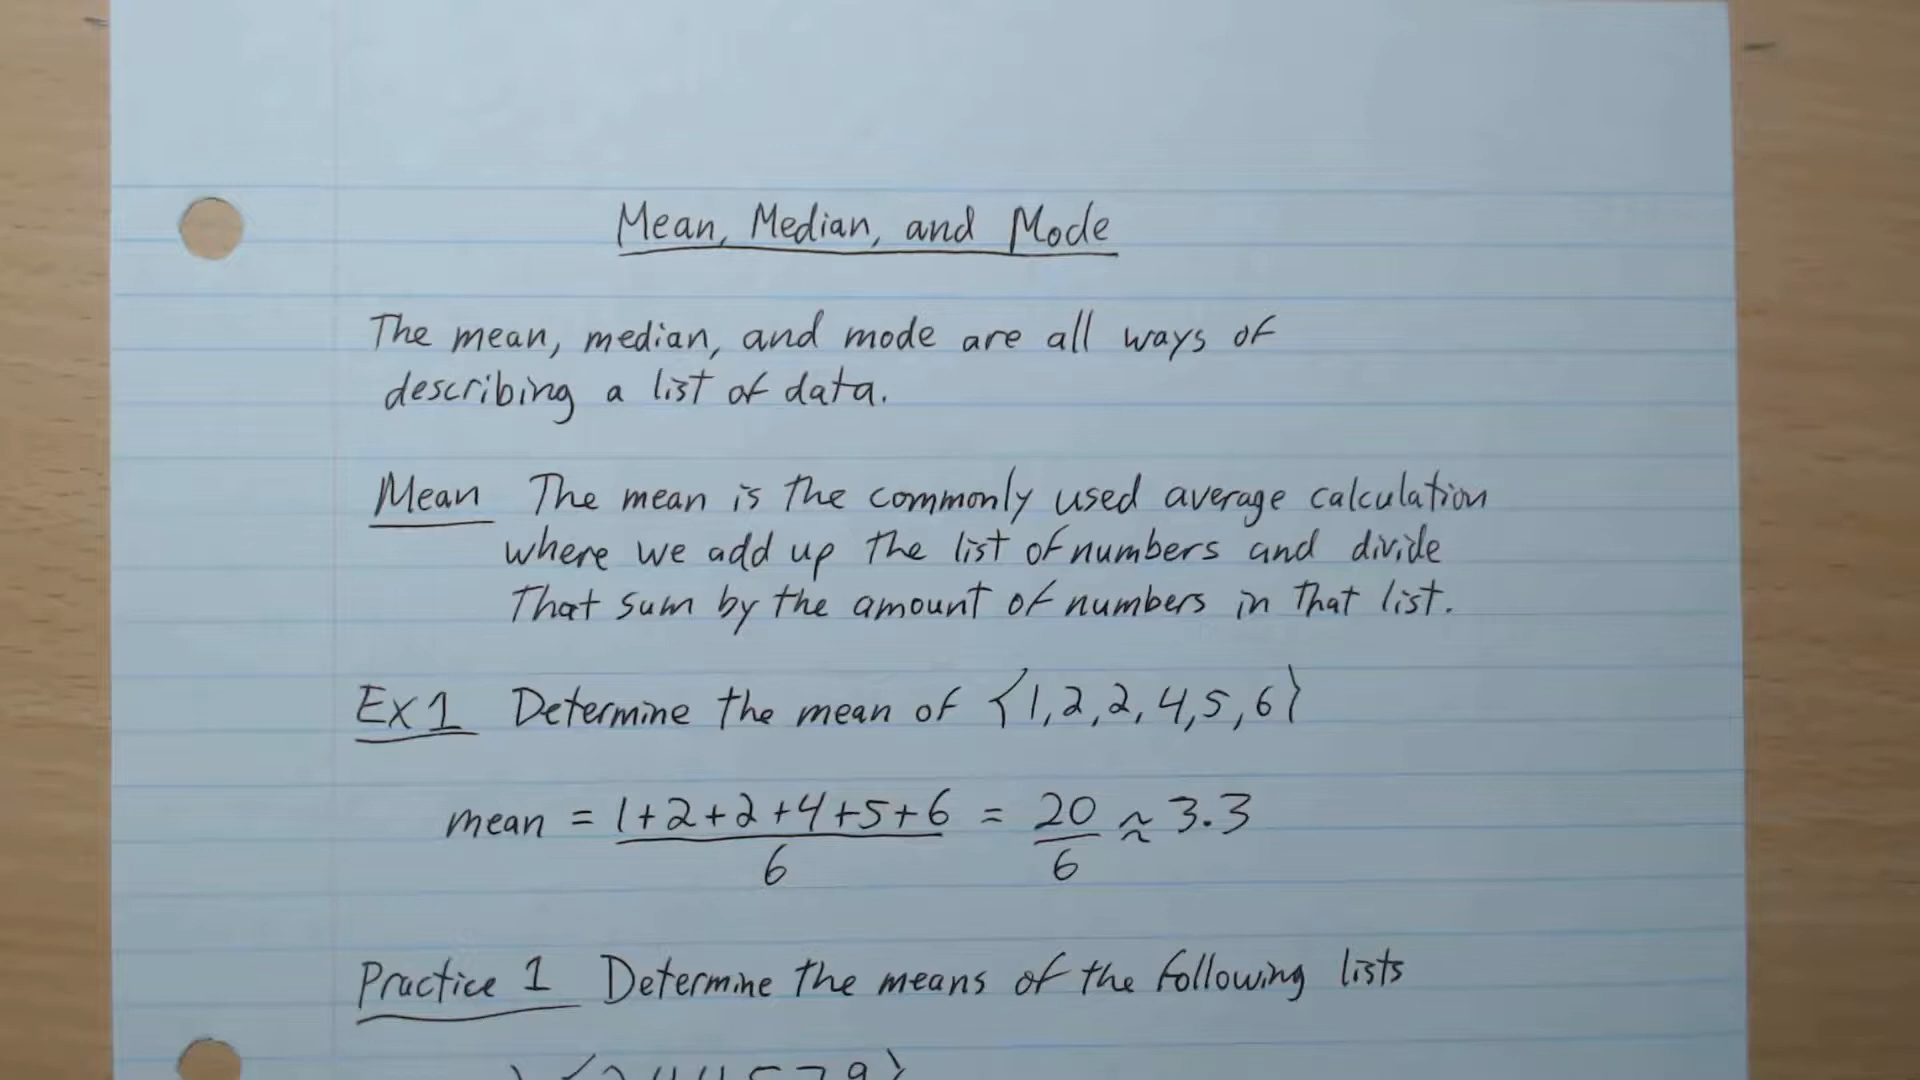 Mean, Median, and Mode
The mean, median, and mode are all ways of
describing a list of data.
Mean The mean is the commonly used average calculation
where we add up the list of numbers and divide
That sum by the amount of numbers in that list.
Ex 1 Determine the mean of {1,2,2,4,5,6}
mean = 1+2+2+4+5+6 / 6 = 20 / 6 ≈ 3.3
Practice 1 Determine the means of the following lists